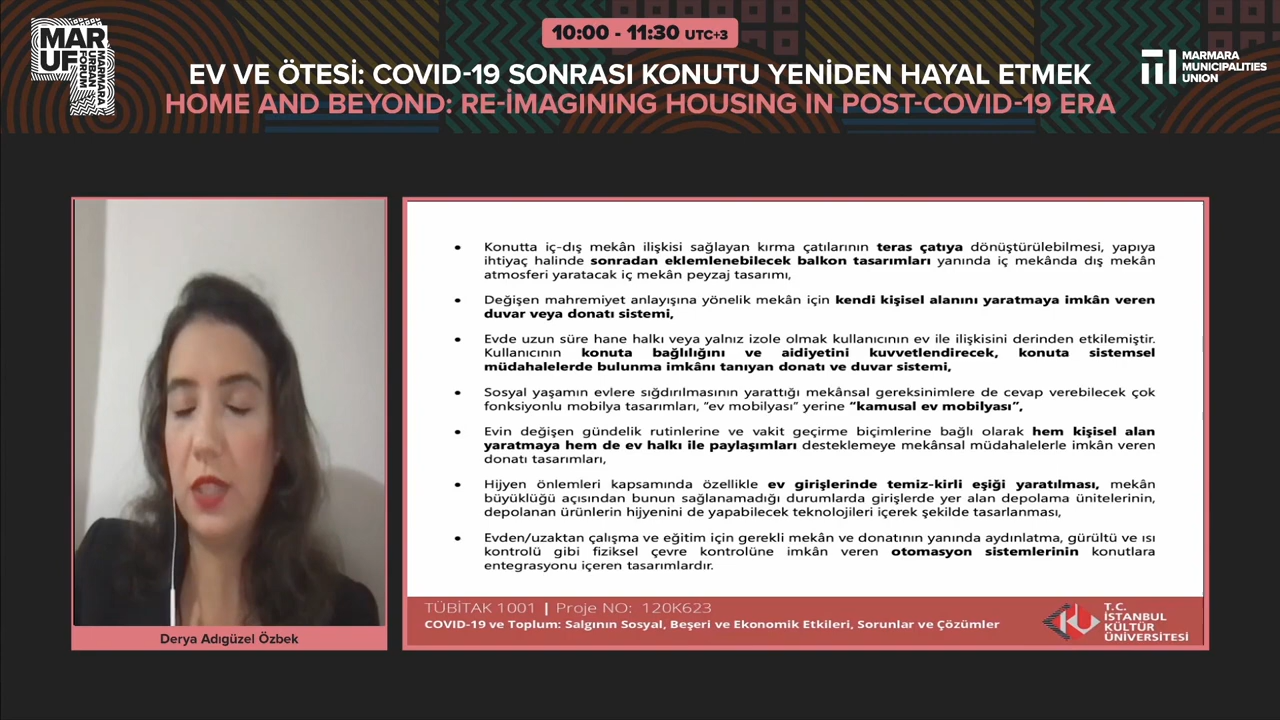 MAR
UF
MARMARA
URBAN
FORUM
10:00 - 11:30 UTC+3
EV VE ÖTESİ: COVID-19 SONRASI KONUTU YENİDEN HAYAL ETMEK
HOME AND BEYOND: RE-İMAGINING HOUSING IN POST-COVID-19 ERA
MARMARA
MUNICIPALITIES
UNION
• Konutta iç-dış mekân ilişkisi sağlayan kırma çatılarının teras çatıya dönüştürülebilmesi, yapıya
ihtiyaç halinde sonradan eklemlenebilecek balkon tasarımları yanında iç mekânda dış mekân
atmosferi yaratacak iç mekân peyzaj tasarımı,
• Değişen mahremiyet anlayışına yönelik mekân için kendi kişisel alanını yaratmaya imkân veren
duvar veya donatı sistemi,
• Evde uzun süre hane halkı veya yalnız izole olmak kullanıcının ev ile ilişkisini derinden etkilemiştir.
Kullanıcının konuta bağlılığını ve aidiyetini kuvvetlendirecek, konuta sistemsel
müdahalelerde bulunma imkânı tanıyan donatı ve duvar sistemi,
• Sosyal yaşamın evlere sığdırılmasının yarattığı mekânsal gereksinimlere de cevap verebilecek çok
fonksiyonlu mobilya tasarımları, “ev mobilyası” yerine “kamusal ev mobilyası”,
• Evin değişen gündelik rutinlerine ve vakit geçirme biçimlerine bağlı olarak hem kişisel alan
yaratmaya hem de ev halkı ile paylaşımları desteklemeye mekânsal müdahalelerle imkân veren
donatı tasarımları,
• Hijyen önlemleri kapsamında özellikle ev girişlerinde temiz-kirli eşiği yaratılması, mekân
büyüklüğü açısından bunun sağlanamadığı durumlarda girişlerde yer alan depolama ünitelerinin,
depolanan ürünlerin hijyenini de yapabilecek teknolojileri içerek şekilde tasarlanması,
• Evden/uzaktan çalışma ve eğitim için gerekli mekân ve donatının yanında aydınlatma, gürültü ve ısı
kontrolü gibi fiziksel çevre kontrolüne imkân veren otomasyon sistemlerinin konutlara
entegrasyonu içeren tasarımlardır.
TÜBİTAK 1001 | Proje NO: 120K623
COVID-19 ve Toplum: Salgının Sosyal, Beşeri ve Ekonomik Etkileri, Sorunlar ve Çözümler
T.C.
İSTANBUL
KÜLTÜR
ÜNİVERSİTESİ
Derya Adıgüzel Özbek